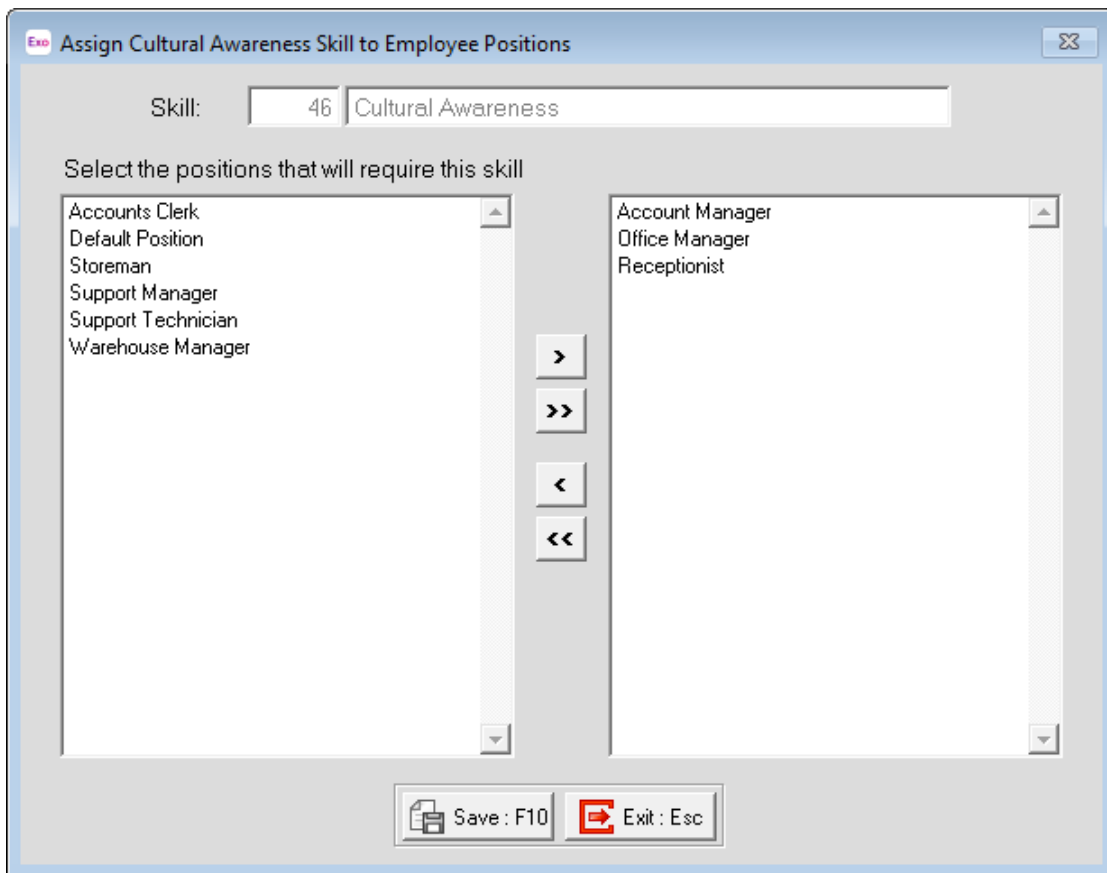 Exo Assign Cultural Awareness Skill to Employee Positions
Skill: 46 Cultural Awareness
Select the positions that will require this skill
Accounts Clerk
Default Position
Storeman
Support Manager
Support Technician
Warehouse Manager
>
>>
<
<<
Account Manager
Office Manager
Receptionist
Save : F10
Exit : Esc